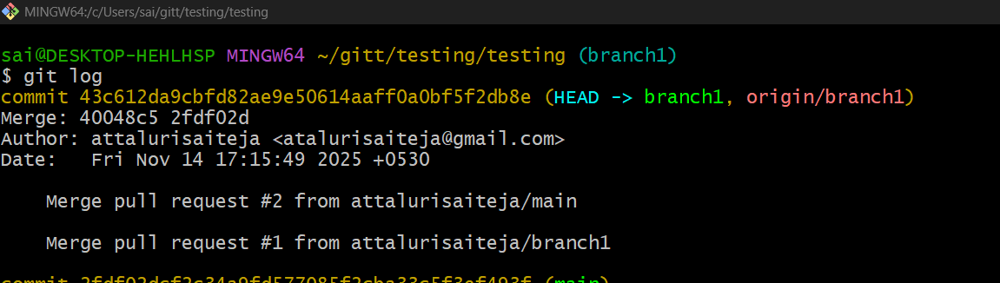 MINGW64:/c/Users/sai/gitt/testing/testing
sai@DESKTOP-HEHLHSP MINGW64 ~/gitt/testing/testing (branch1)
$ git log
commit 43c612da9cbfd82ae9e50614aaff0a0bf5f2db8e (HEAD -> branch1, origin/branch1)
Merge: 40048c5 2fdf02d
Author: attalurisaiteja <atalurisaiteja@gmail.com>
Date:   Fri Nov 14 17:15:49 2025 +0530
Merge pull request #2 from attalurisaiteja/main
Merge pull request #1 from attalurisaiteja/branch1
commit (main)